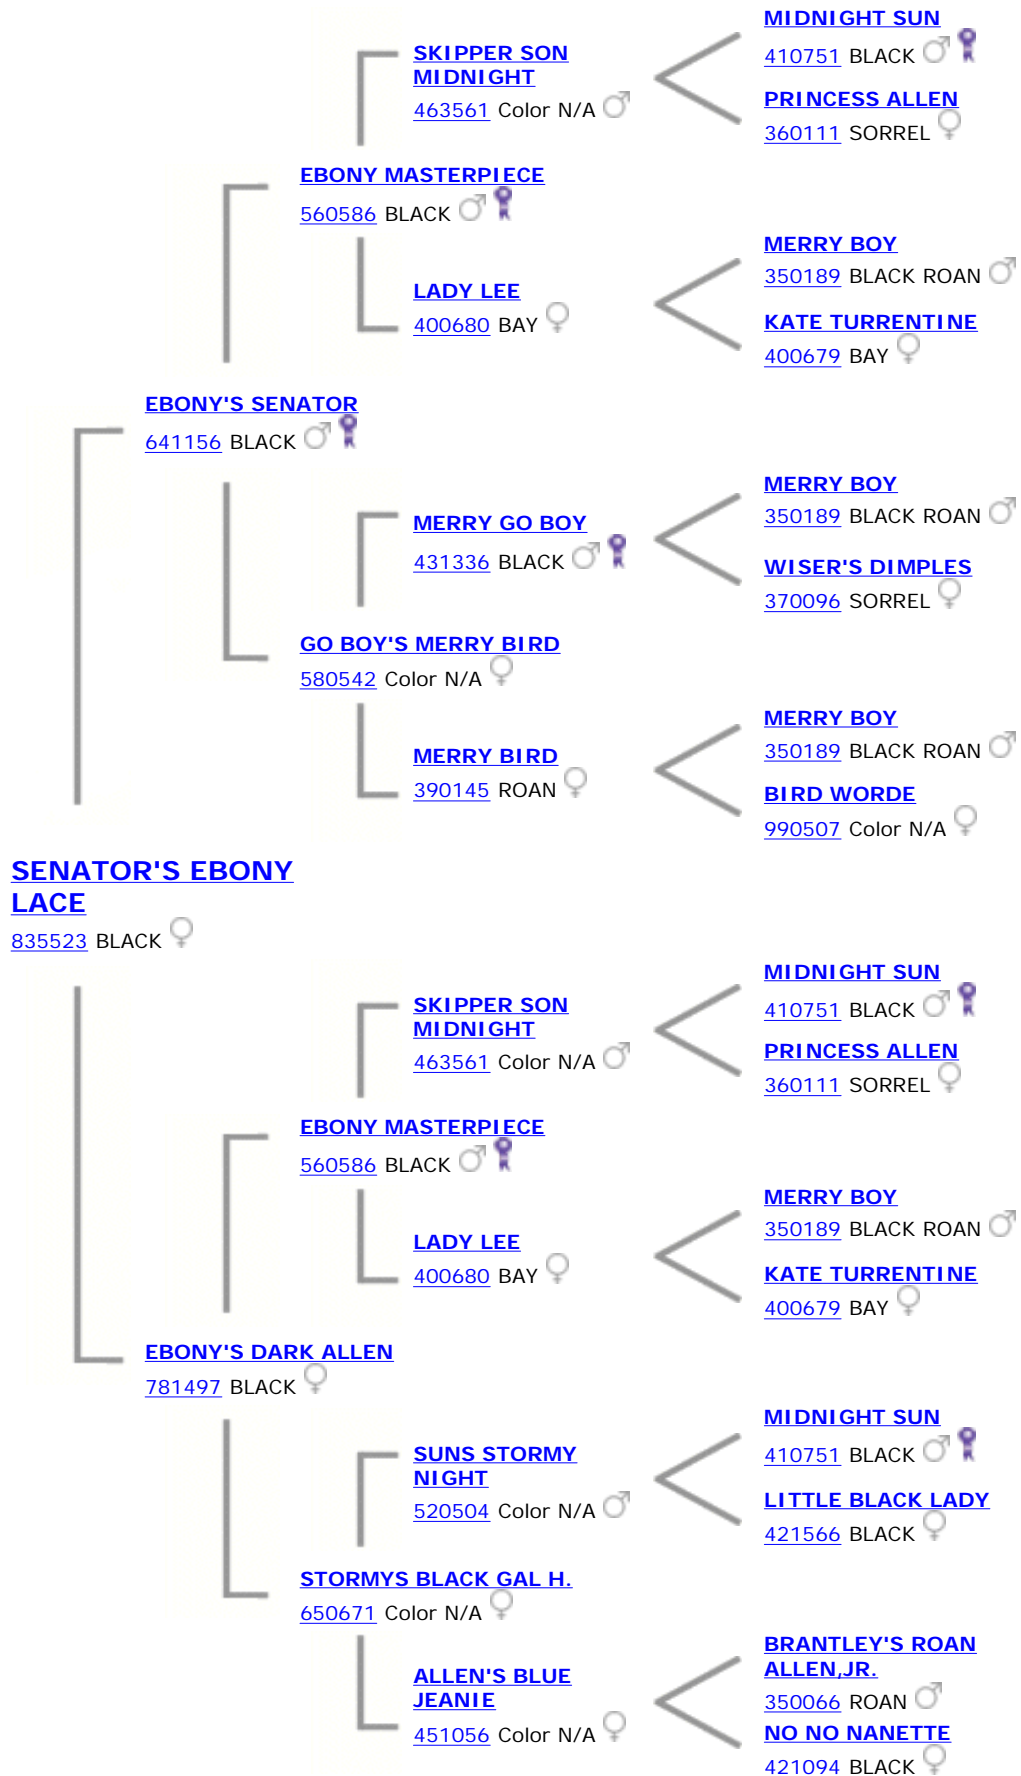 MIDNIGHT SUN
410751 BLACK
SKIPPER SON
MIDNIGHT
463561 Color N/A
PRINCESS ALLEN
360111 SORREL
EBONY MASTERPIECE
560586 BLACK
MERRY BOY
350189 BLACK ROAN
LADY LEE
400680 BAY
KATE TURRENTINE
400679 BAY
EBONY'S SENATOR
641156 BLACK
MERRY BOY
350189 BLACK ROAN
MERRY GO BOY
431336 BLACK
WISER'S DIMPLES
370096 SORREL
GO BOY'S MERRY BIRD
580542 Color N/A
MERRY BOY
350189 BLACK ROAN
MERRY BIRD
390145 ROAN
BIRD WORDE
990507 Color N/A
SENATOR'S EBONY
LACE
835523 BLACK
MIDNIGHT SUN
410751 BLACK
SKIPPER SON
MIDNIGHT
463561 Color N/A
PRINCESS ALLEN
360111 SORREL
EBONY MASTERPIECE
560586 BLACK
MERRY BOY
350189 BLACK ROAN
LADY LEE
400680 BAY
KATE TURRENTINE
400679 BAY
EBONY'S DARK ALLEN
781497 BLACK
MIDNIGHT SUN
410751 BLACK
SUNS STORMY
NIGHT
520504 Color N/A
LITTLE BLACK LADY
421566 BLACK
STORMYS BLACK GAL H.
650671 Color N/A
BRANTLEY'S ROAN
ALLEN,JR.
350066 ROAN
ALLEN'S BLUE
JEANIE
451056 Color N/A
NO NO NANETTE
421094 BLACK